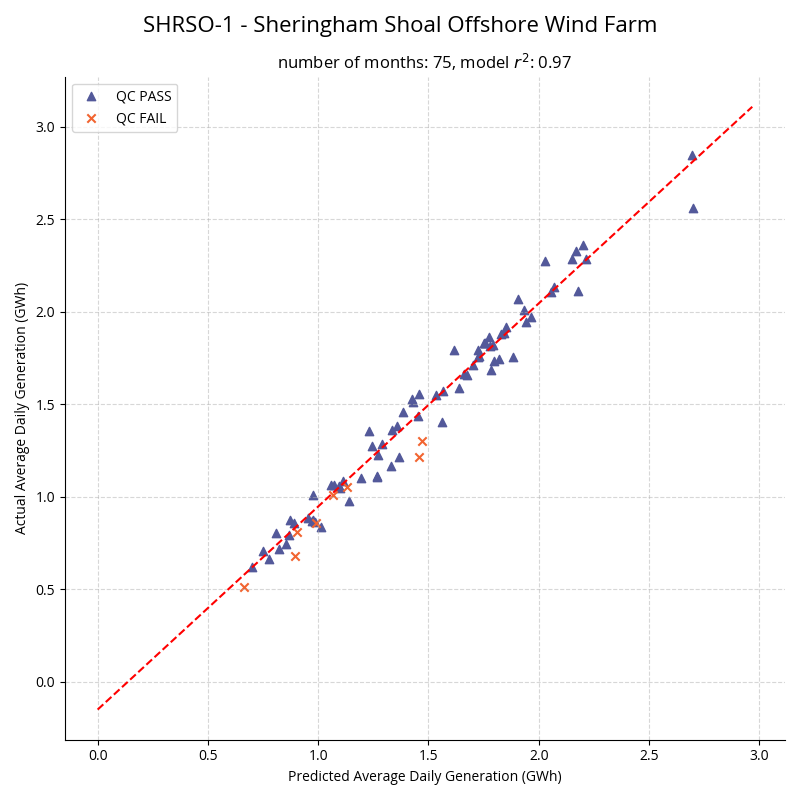 SHRSO-1 - Sheringham Shoal Offshore Wind Farm
number of months: 75, model r²: 0.97
QC PASS
QC FAIL
3.0
2.5
2.0
1.5
1.0
0.5
0.0
Actual Average Daily Generation (GWh)
0.0 0.5 1.0 1.5 2.0 2.5 3.0
Predicted Average Daily Generation (GWh)